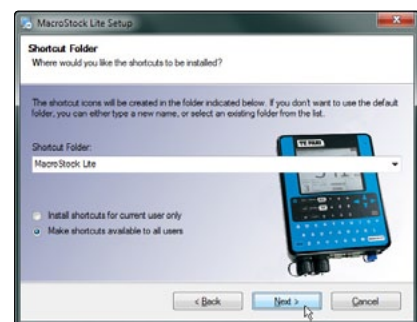 MacroStock Lite Setup
Shortcut Folder
Where would you like the shortcuts to be installed?
The shortcut icons will be created in the folder indicated below. If you don't want to use the default
folder, you can either type a new name, or select an existing folder from the list.
Shortcut Folder:
MacroStock Lite
TE PARI
Install shortcuts for current user only
Make shortcuts available to all users
< Back
Next >
Cancel